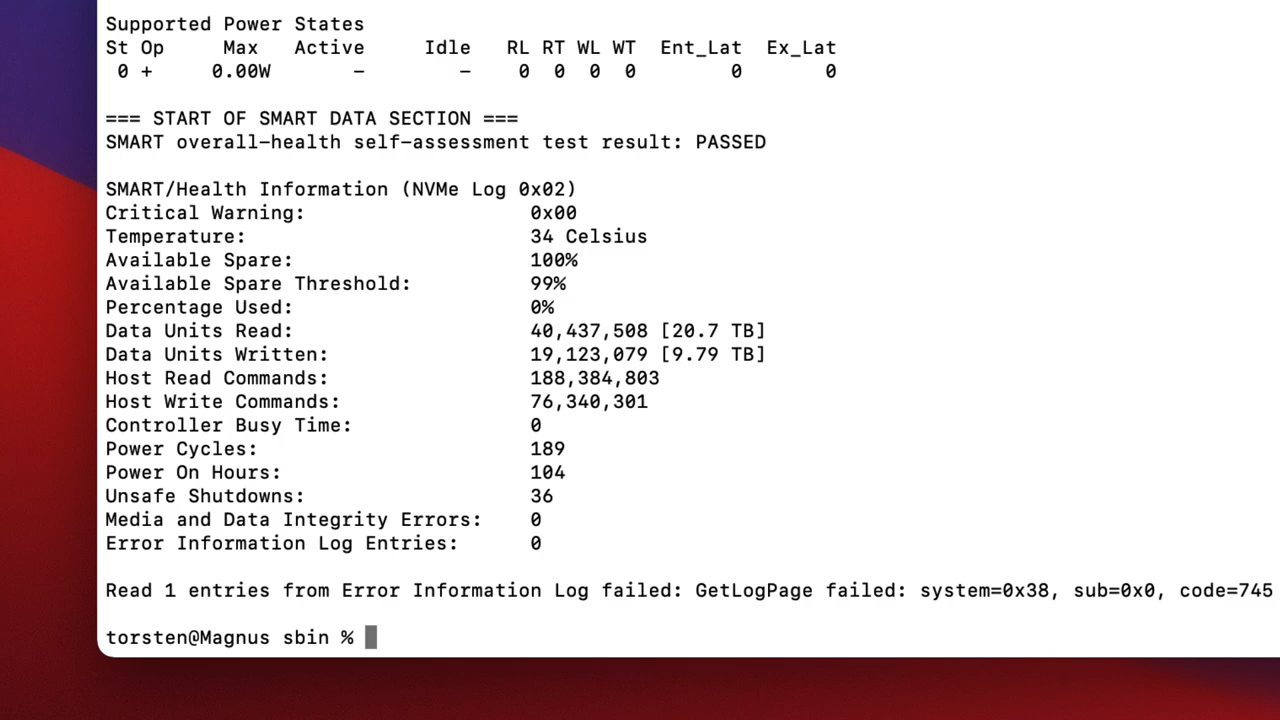 Supported Power States
St Op     Max   Active     Idle   RL RT WL WT  Ent_Lat  Ex_Lat
 0 +     0.00W       -        -    0  0  0  0        0       0
=== START OF SMART DATA SECTION ===
SMART overall-health self-assessment test result: PASSED
SMART/Health Information (NVMe Log 0x02)
Critical Warning:                   0x00
Temperature:                        34 Celsius
Available Spare:                    100%
Available Spare Threshold:          99%
Percentage Used:                    0%
Data Units Read:                    40,437,508 [20.7 TB]
Data Units Written:                 19,123,079 [9.79 TB]
Host Read Commands:                 188,384,803
Host Write Commands:                76,340,301
Controller Busy Time:               0
Power Cycles:                       189
Power On Hours:                     104
Unsafe Shutdowns:                   36
Media and Data Integrity Errors:    0
Error Information Log Entries:      0
Read 1 entries from Error Information Log failed: GetLogPage failed: system=0x38, sub=0x0, code=745
torsten@Magnus sbin %